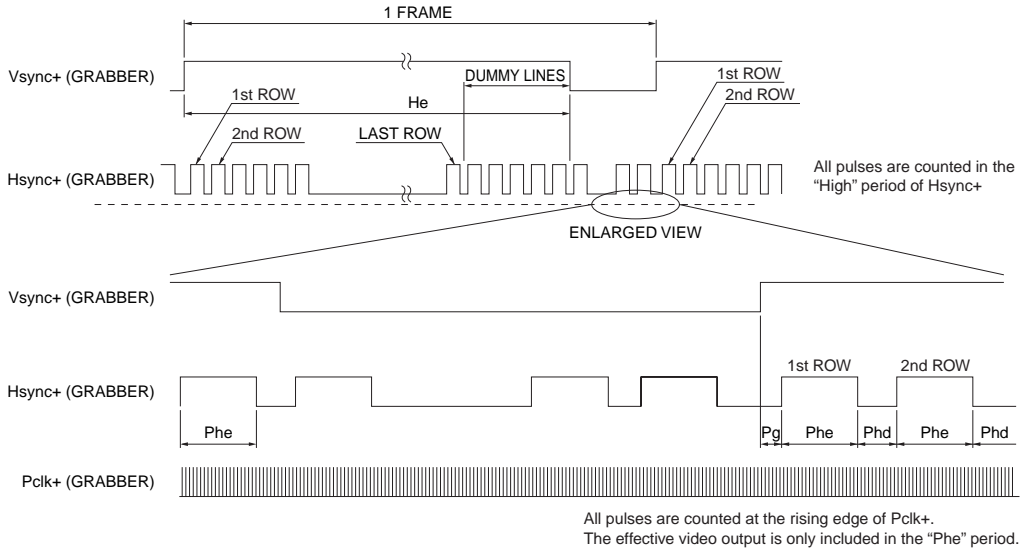 1 FRAME
Vsync+ (GRABBER)
DUMMY LINES
1st ROW
2nd ROW
1st ROW
He
2nd ROW
LAST ROW
Hsync+ (GRABBER)
All pulses are counted in the
“High” period of Hsync+
ENLARGED VIEW
Vsync+ (GRABBER)
1st ROW
2nd ROW
Hsync+ (GRABBER)
Phe
Pg
Phe
Phd
Phe
Phd
Pclk+ (GRABBER)
All pulses are counted at the rising edge of Pclk+.
The effective video output is only included in the “Phe” period.